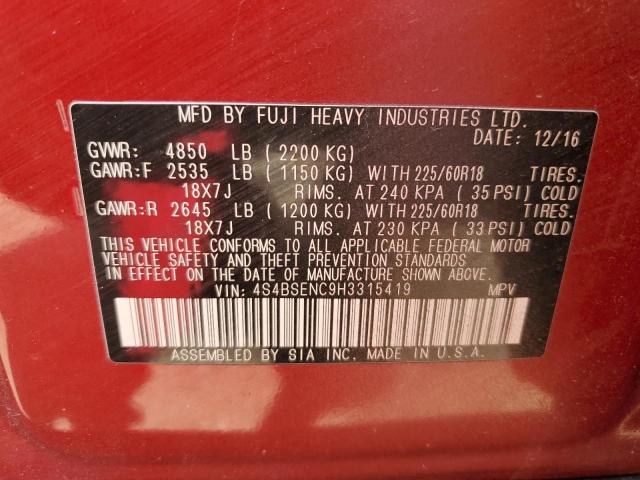 MFD BY FUJI HEAVY INDUSTRIES LTD.
DATE: 12/16
GVWR: 4850 LB ( 2200 KG)
GAWR:F 2535 LB ( 1150 KG) WITH 225/60R18 TIRES.
18X7J RIMS. AT 240 KPA ( 35 PSI) COLD
GAWR:R 2645 LB ( 1200 KG) WITH 225/60R18 TIRES.
18X7J RIMS. AT 230 KPA ( 33 PSI) COLD
THIS VEHICLE CONFORMS TO ALL APPLICABLE FEDERAL MOTOR
VEHICLE SAFETY AND THEFT PREVENTION STANDARDS
IN EFFECT ON THE DATE OF MANUFACTURE SHOWN ABOVE.
VIN: 4S4BSENC9H3315419 MPV
ASSEMBLED BY SIA INC. MADE IN U.S.A.